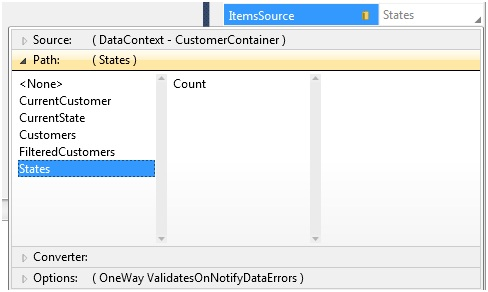 ItemsSource States
Source: ( DataContext - CustomerContainer )
Path: ( States )
<None> Count
CurrentCustomer
CurrentState
Customers
FilteredCustomers
States
Converter:
Options: ( OneWay ValidatesOnNotifyDataErrors )